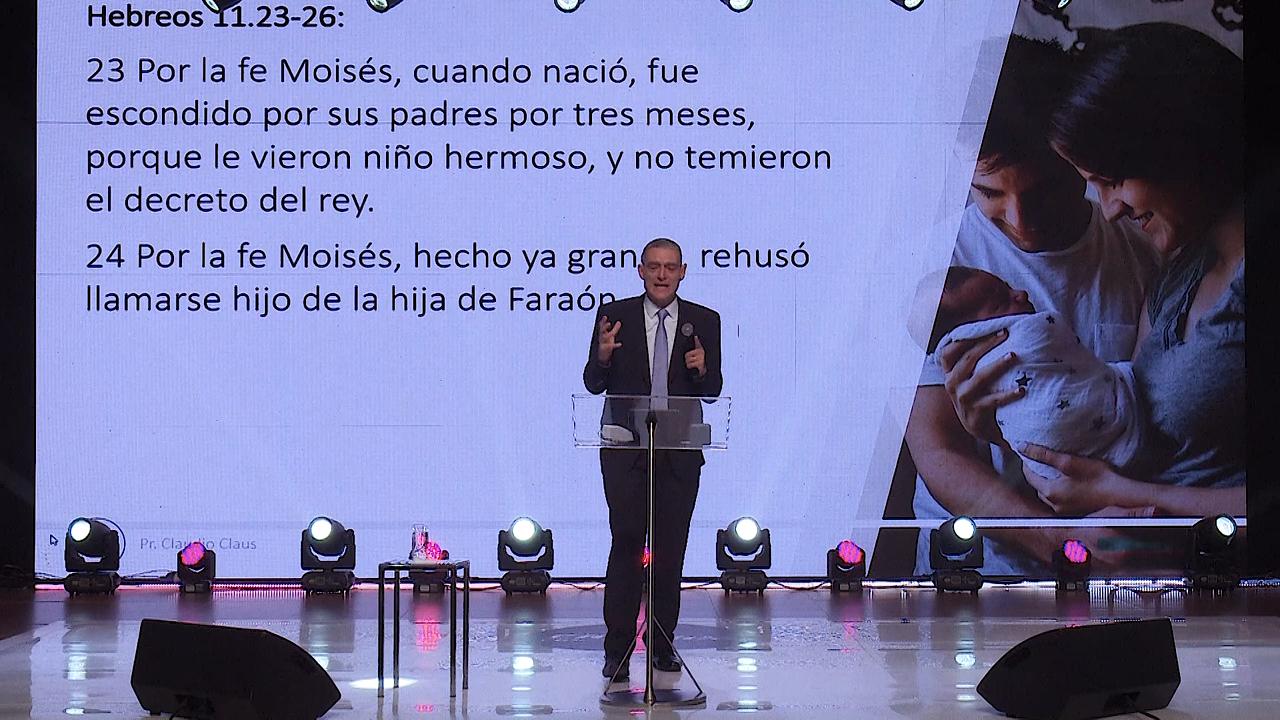 Hebreos 11.23-26:
23 Por la fe Moisés, cuando nació, fue
escondido por sus padres por tres meses,
porque le vieron niño hermoso, y no temieron
el decreto del rey.
24 Por la fe Moisés, hecho ya gran rehusó
llamarse hijo de la hija de Faraón
Pr. Claudio Claus